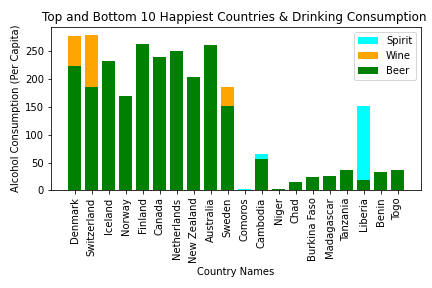 Top and Bottom 10 Happiest Countries & Drinking Consumption
Alcohol Consumption (Per Capita)
250
200
150
100
50
0
Spirit
Wine
Beer
Denmark
Switzerland
Iceland
Norway
Finland
Canada
Netherlands
New Zealand
Australia
Sweden
Comoros
Cambodia
Niger
Chad
Burkina Faso
Madagascar
Tanzania
Liberia
Benin
Togo
Country Names